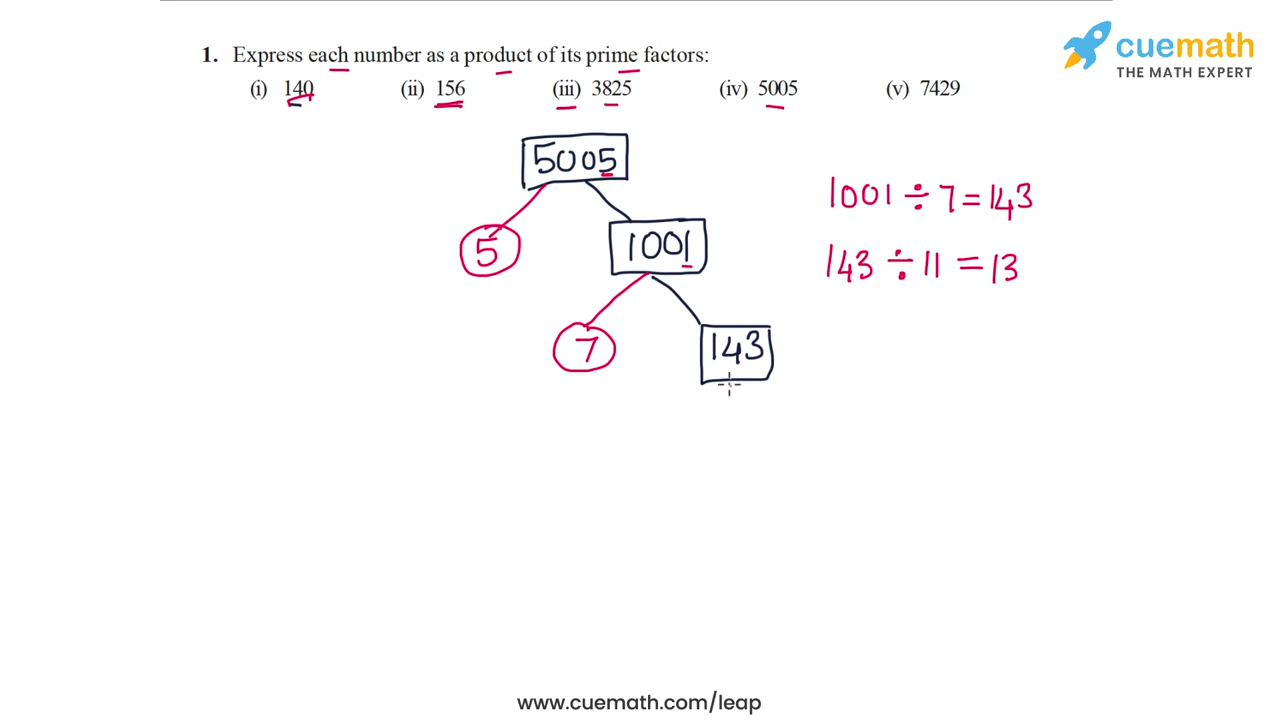 cuemath
THE MATH EXPERT
1. Express each number as a product of its prime factors:
(i) 140 (ii) 156 (iii) 3825 (iv) 5005 (v) 7429
5005
1001 ÷ 7 = 143
5 1001
143 ÷ 11 = 13
7 143
www.cuemath.com/leap